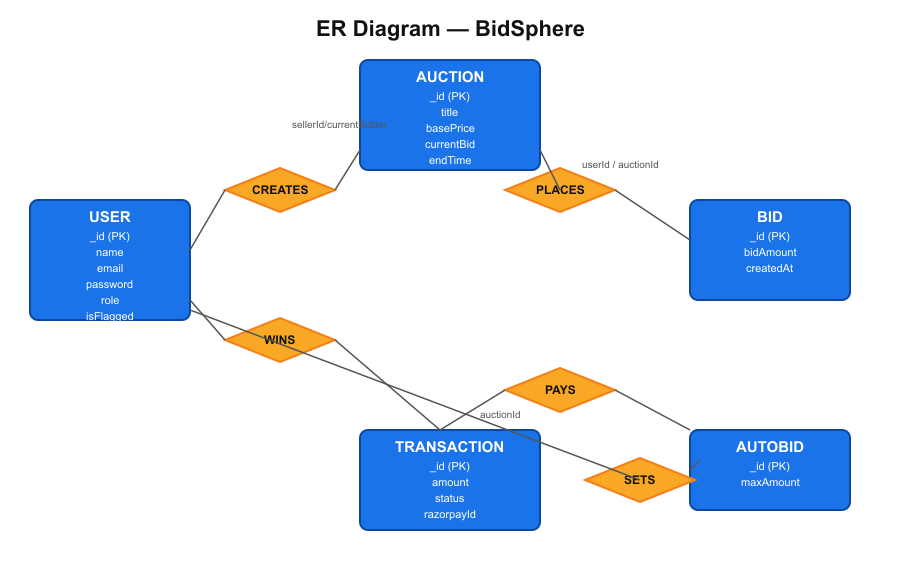 ER Diagram — BidSphere
AUCTION
_id (PK)
title
basePrice
currentBid
endTime
sellerId/currentBidder
CREATES
PLACES
userId / auctionId
USER
_id (PK)
name
email
password
role
isFlagged
BID
_id (PK)
bidAmount
createdAt
WINS
PAYS
auctionId
TRANSACTION
_id (PK)
amount
status
razorpayId
SETS
AUTOBID
_id (PK)
maxAmount